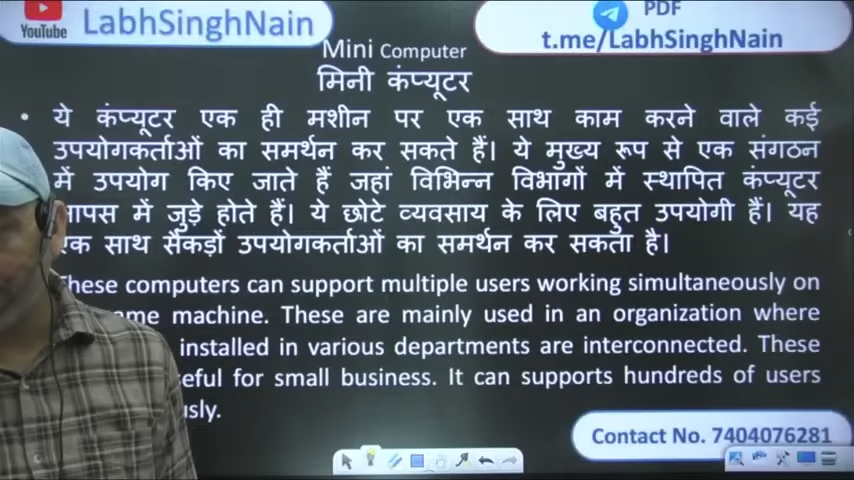 YouTube
LabhSinghNain
PDF
t.me/LabhSinghNain
Mini Computer
मिनी कंप्यूटर
• ये कंप्यूटर एक ही मशीन पर एक साथ काम करने वाले कई
उपयोगकर्ताओं का समर्थन कर सकते हैं। ये मुख्य रूप से एक संगठन
में उपयोग किए जाते हैं जहां विभिन्न विभागों में स्थापित कंप्यूटर
में जुड़े होते हैं। ये छोटे व्यवसाय के लिए बहुत उपयोगी हैं। यह
साथ सैकड़ों उपयोगकर्ताओं का समर्थन कर सकता है।
These computers can support multiple users working simultaneously on
machine. These are mainly used in an organization where
installed in various departments are interconnected. These
for small business. It can supports hundreds of users
Contact No. 7404076281